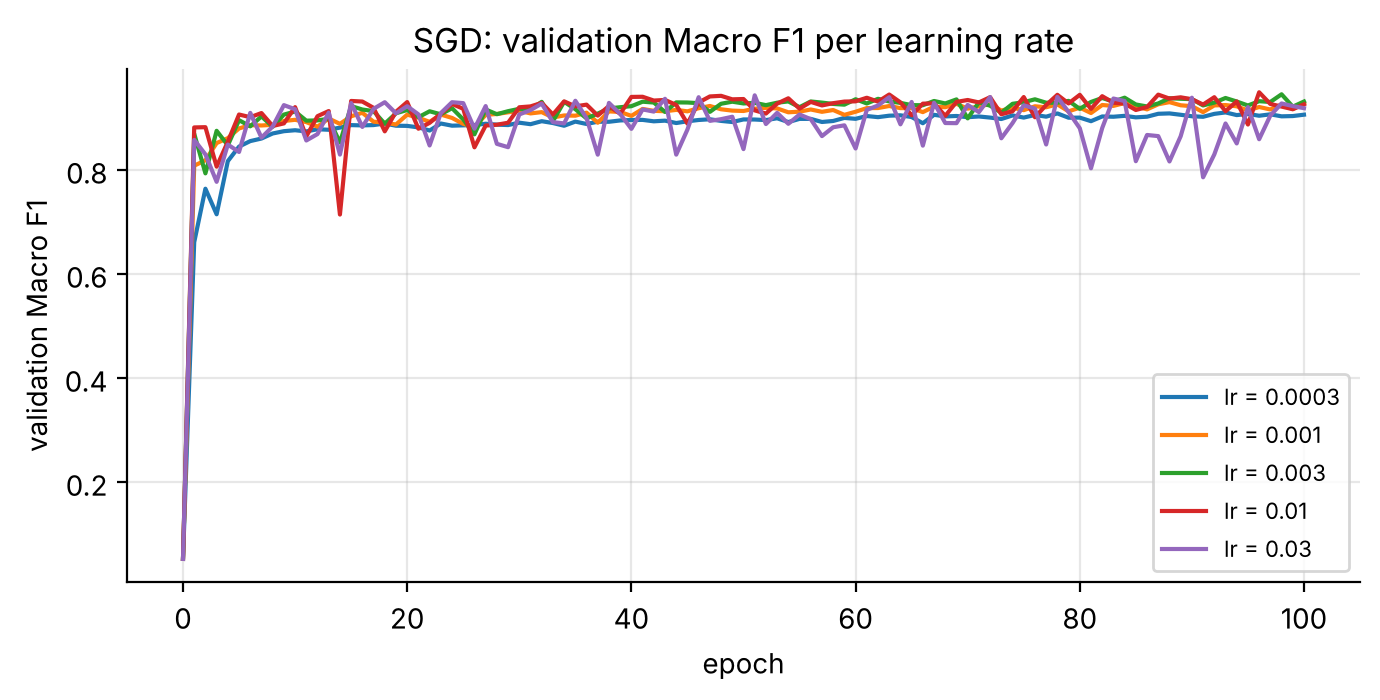 SGD: validation Macro F1 per learning rate
validation Macro F1
0.8
0.6
0.4
0.2
lr = 0.0003
lr = 0.001
lr = 0.003
lr = 0.01
lr = 0.03
0 20 40 60 80 100
epoch